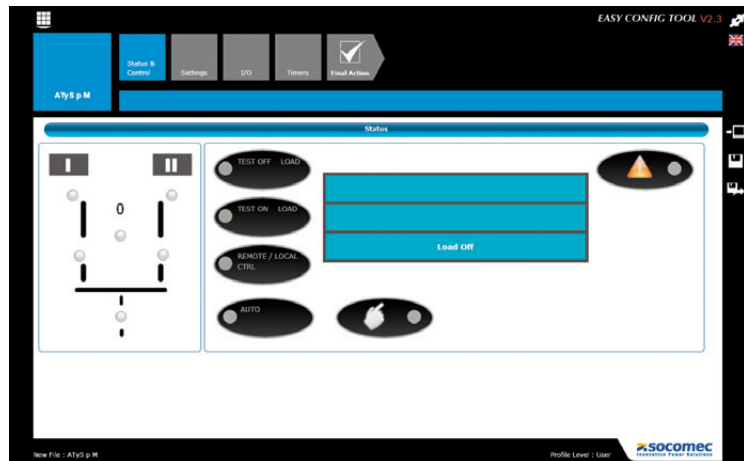 EASY CONFIG TOOL V2.3
ATyS p M
Status & Control
Settings
I/O
Timers
Final Action
Status
I
II
0
TEST OFF LOAD
TEST ON LOAD
REMOTE / LOCAL
CTRL
AUTO
Load Off
New File : ATyS p M
Profile Level : User
socomec
Innovative Power Solutions